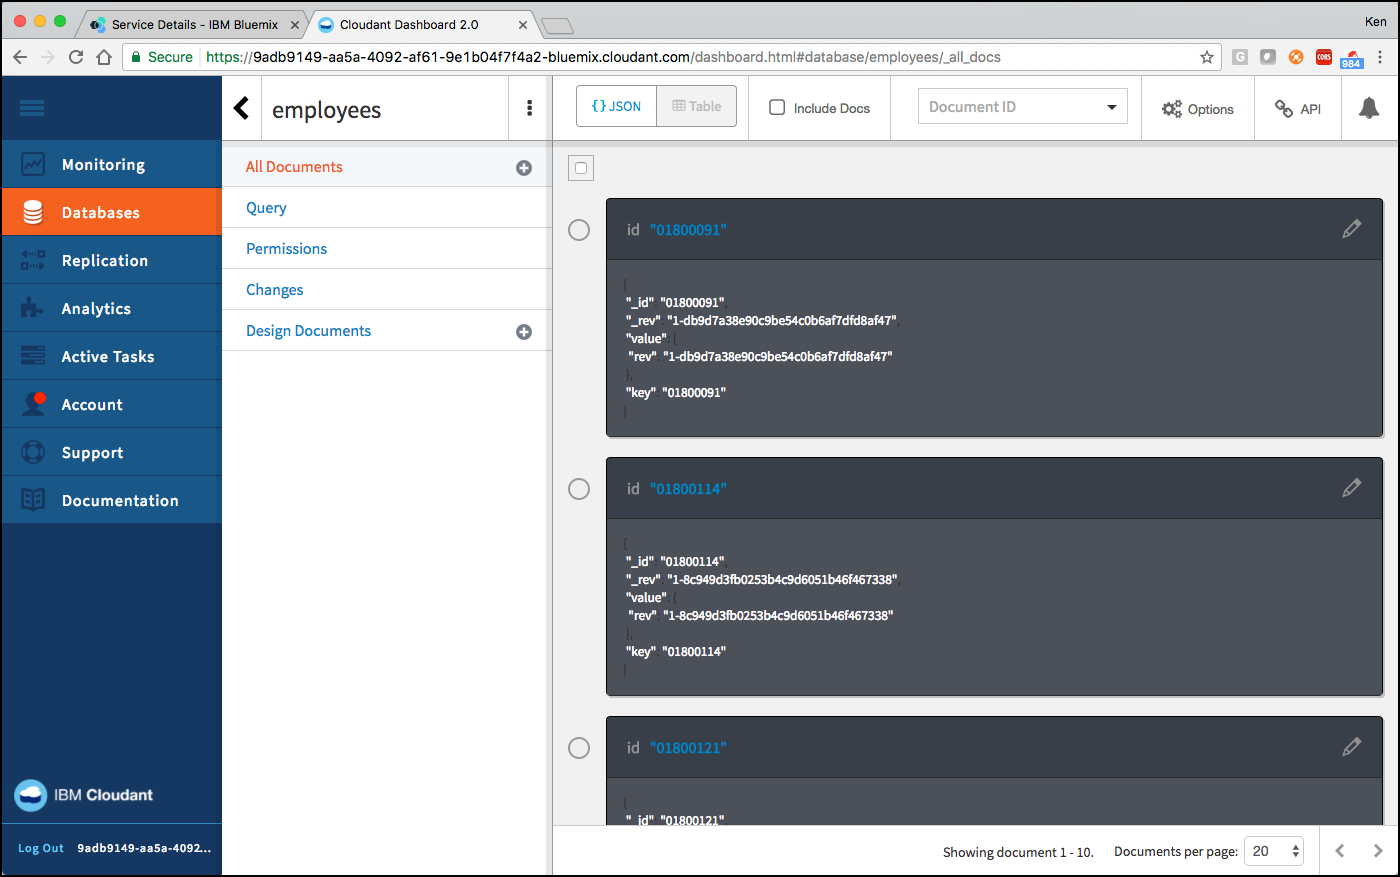 Service Details - IBM Bluemix
Cloudant Dashboard 2.0
Ken
Secure https://9adb9149-aa5a-4092-af61-9e1b04f7f4a2-bluemix.cloudant.com/dashboard.html#database/employees/_all_docs
G
CORS
984
employees
{} JSON
Table
Include Docs
Document ID
Options
API
Monitoring
Databases
Replication
Analytics
Active Tasks
Account
Support
Documentation
All Documents
Query
Permissions
Changes
Design Documents
id "01800091"
{
"_id": "01800091",
"_rev": "1-db9d7a38e90c9be54c0b6af7dfd8af47",
"value": {
"rev": "1-db9d7a38e90c9be54c0b6af7dfd8af47"
},
"key": "01800091"
}
id "01800114"
{
"_id": "01800114",
"_rev": "1-8c949d3fb0253b4c9d6051b46f467338",
"value": {
"rev": "1-8c949d3fb0253b4c9d6051b46f467338"
},
"key": "01800114"
}
id "01800121"
{
"_id": "01800121",
IBM Cloudant
Log Out 9adb9149-aa5a-4092...
Showing document 1 - 10.
Documents per page: 20